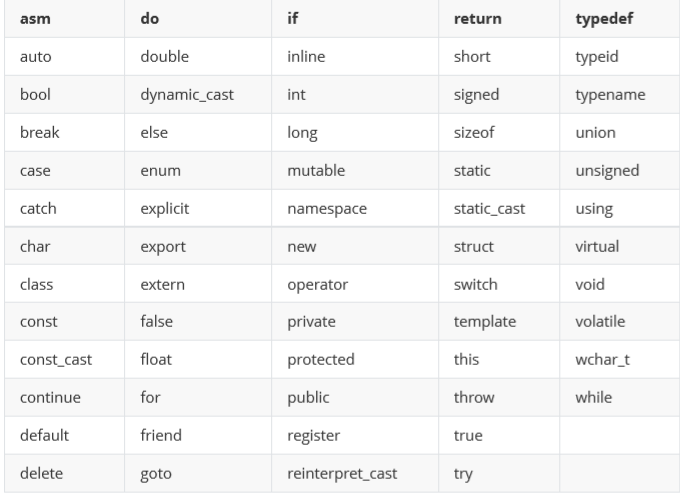 asm do if return typedef
auto double inline short typeid
bool dynamic_cast int signed typename
break else long sizeof union
case enum mutable static unsigned
catch explicit namespace static_cast using
char export new struct virtual
class extern operator switch void
const false private template volatile
const_cast float protected this wchar_t
continue for public throw while
default friend register true
delete goto reinterpret_cast try